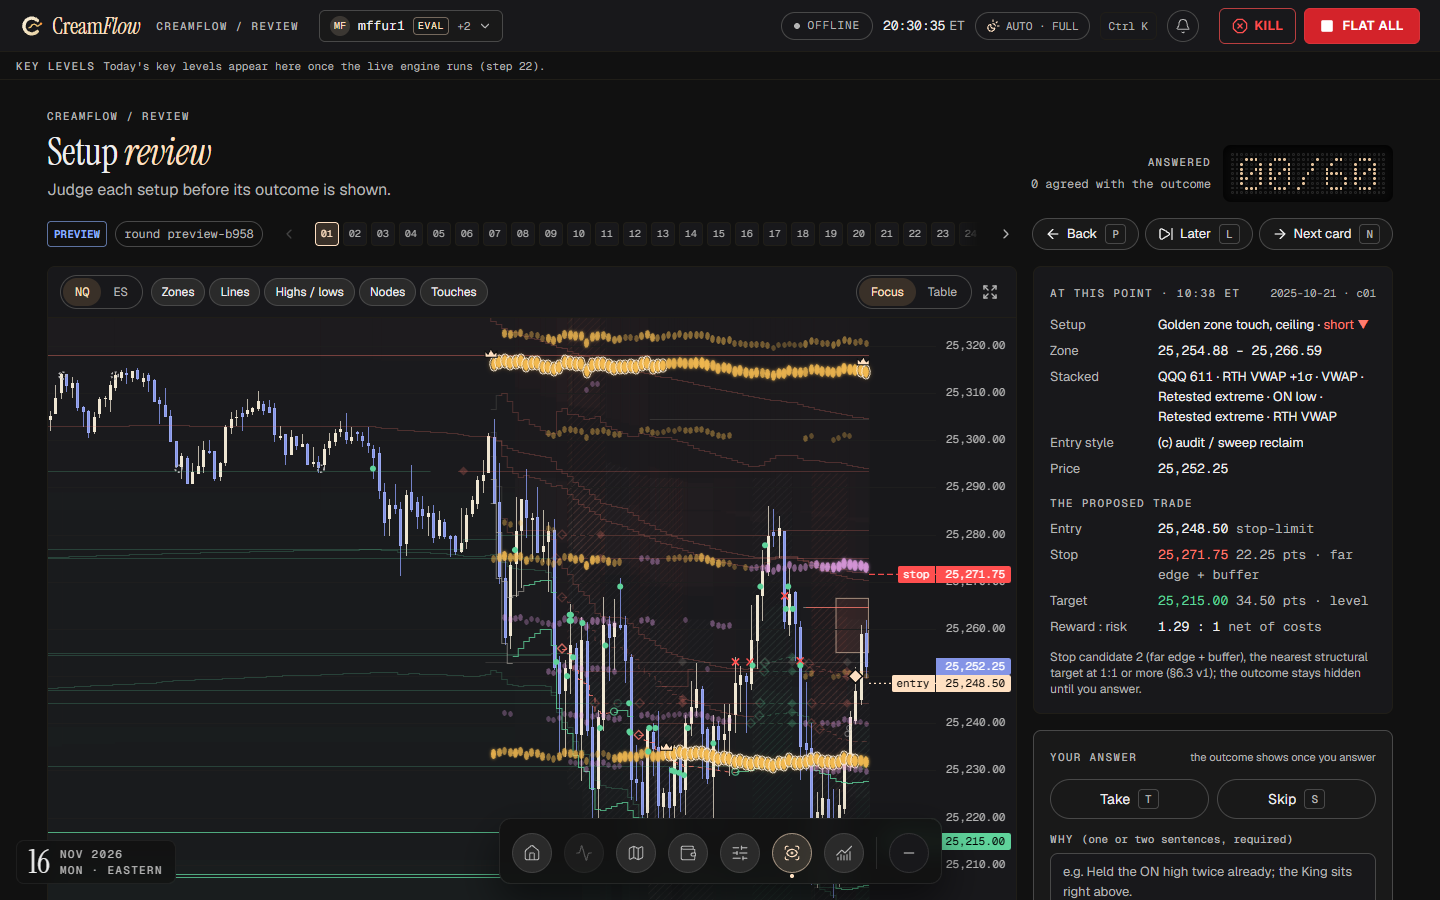 CreamFlow CREAMFLOW / REVIEW MF mffur1 EVAL +2 OFFLINE 20:30:35 ET AUTO · FULL Ctrl K KILL FLAT ALL
KEY LEVELS Today's key levels appear here once the live engine runs (step 22).
CREAMFLOW / REVIEW
Setup review
Judge each setup before its outcome is shown.
ANSWERED
0 agreed with the outcome
00/60
PREVIEW round preview-b958 01 02 03 04 05 06 07 08 09 10 11 12 13 14 15 16 17 18 19 20 21 22 23 24 Back P Later L Next card N
NQ ES Zones Lines Highs / lows Nodes Touches Focus Table
25,320.00
25,310.00
25,300.00
25,290.00
25,280.00
stop 25,271.75
25,260.00
25,252.25
entry 25,248.50
25,240.00
25,230.00
25,220.00
25,215.00
25,210.00
AT THIS POINT · 10:38 ET 2025-10-21 · c01
Setup Golden zone touch, ceiling · short ▼
Zone 25,254.88 – 25,266.59
Stacked QQQ 611 · RTH VWAP +1σ · VWAP ·
Retested extreme · ON low ·
Retested extreme · RTH VWAP
Entry style (c) audit / sweep reclaim
Price 25,252.25
THE PROPOSED TRADE
Entry 25,248.50 stop-limit
Stop 25,271.75 22.25 pts · far
edge + buffer
Target 25,215.00 34.50 pts · level
Reward : risk 1.29 : 1 net of costs
Stop candidate 2 (far edge + buffer), the nearest structural
target at 1:1 or more (§6.3 v1); the outcome stays hidden
until you answer.
YOUR ANSWER the outcome shows once you answer
Take T Skip S
WHY (one or two sentences, required)
e.g. Held the ON high twice already; the King sits
right above.
16 NOV 2026
MON · EASTERN